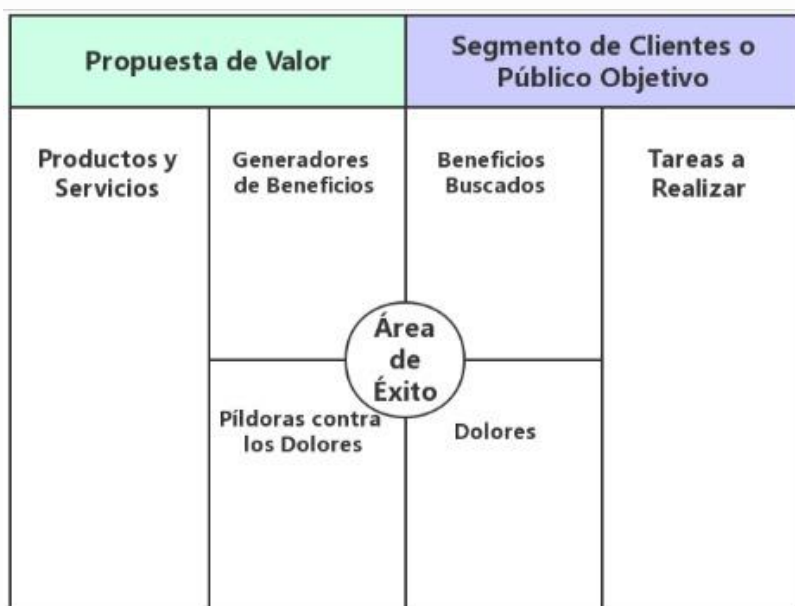 Propuesta de Valor
Segmento de Clientes o
Público Objetivo
Productos y
Servicios
Generadores
de Beneficios
Beneficios
Buscados
Tareas a
Realizar
Área
de
Éxito
Píldoras contra
los Dolores
Dolores